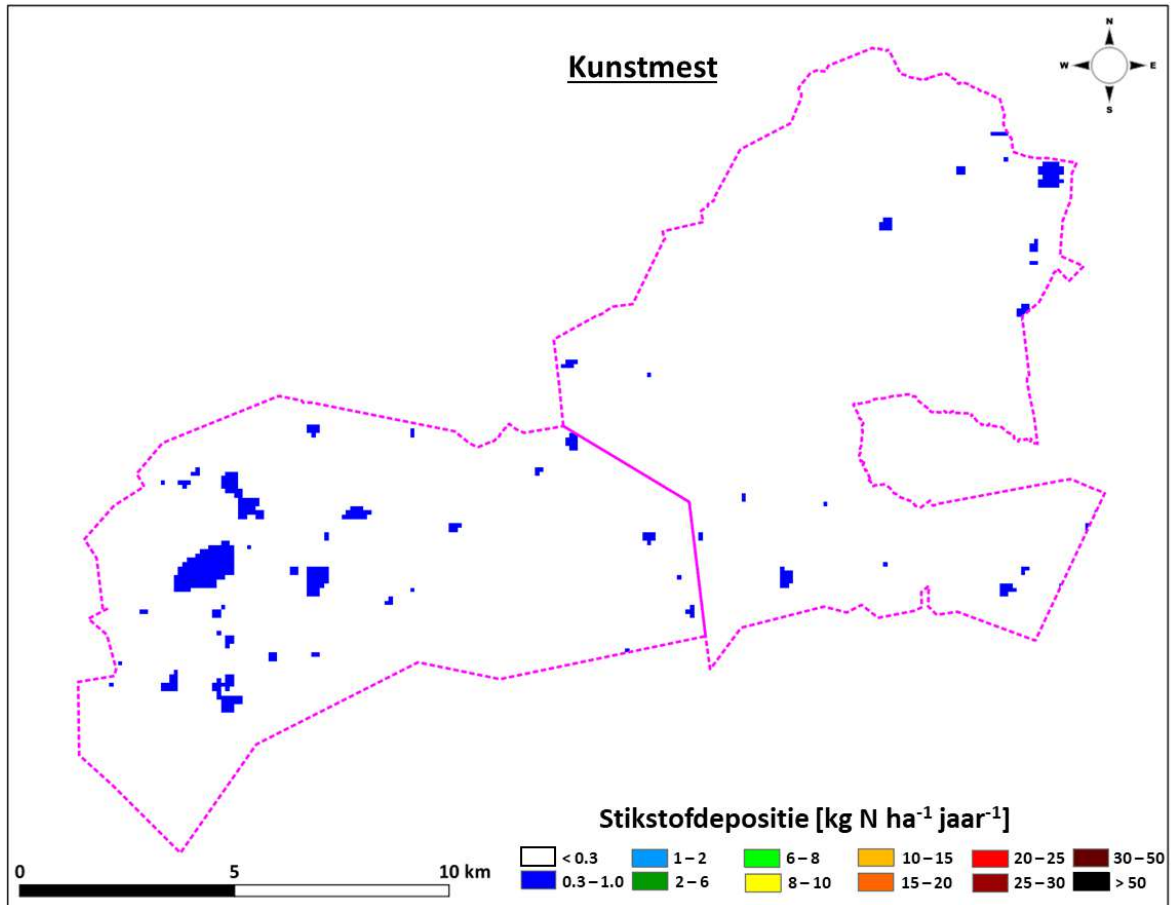 Kunstmest
N
W E
S
Stikstofdepositie [kg N ha⁻¹ jaar⁻¹]
< 0.3 1 – 2 6 – 8 10 – 15 20 – 25 30 – 50
0.3 – 1.0 2 – 6 8 – 10 15 – 20 25 – 30 > 50
0 5 10 km